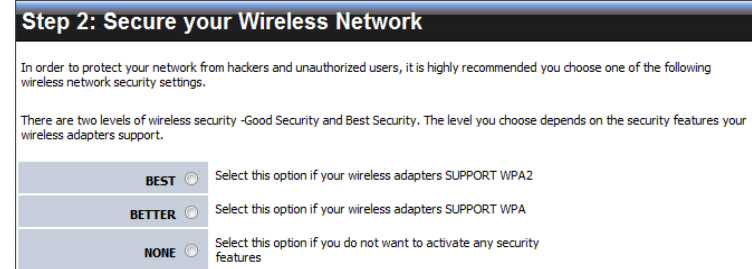 Step 2: Secure your Wireless Network
In order to protect your network from hackers and unauthorized users, it is highly recommended you choose one of the following
wireless network security settings.
There are two levels of wireless security -Good Security and Best Security. The level you choose depends on the security features your
wireless adapters support.
BEST Select this option if your wireless adapters SUPPORT WPA2
BETTER Select this option if your wireless adapters SUPPORT WPA
NONE Select this option if you do not want to activate any security
features